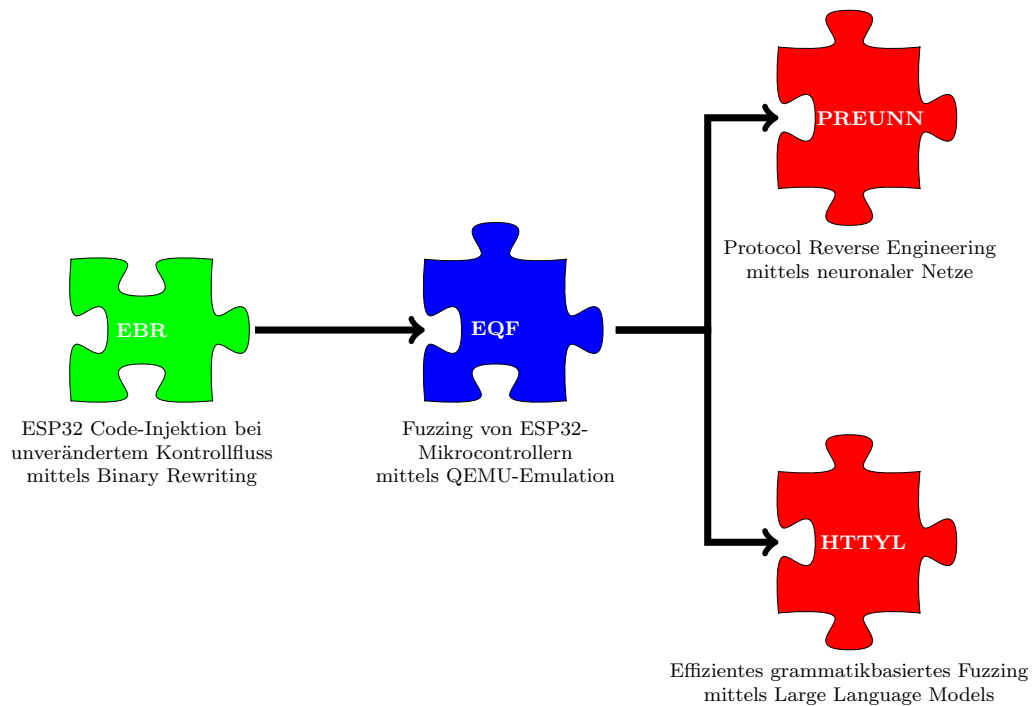 PREUNN
Protocol Reverse Engineering
mittels neuronaler Netze
EBR
ESP32 Code-Injektion bei
unverändertem Kontrollfluss
mittels Binary Rewriting
EQF
Fuzzing von ESP32-
Mikrocontrollern
mittels QEMU-Emulation
HTTYL
Effizientes grammatikbasiertes Fuzzing
mittels Large Language Models